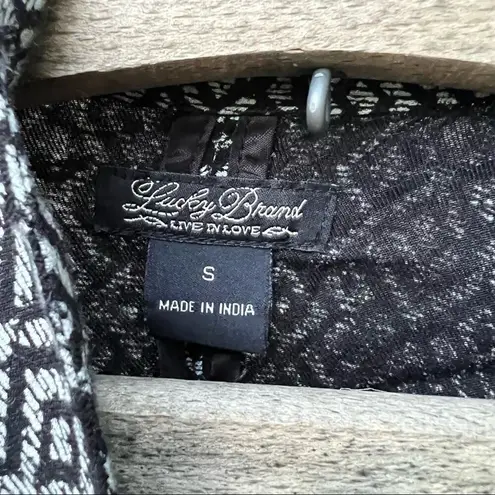 Lucky Brand
LIVE IN LOVE
S
MADE IN INDIA